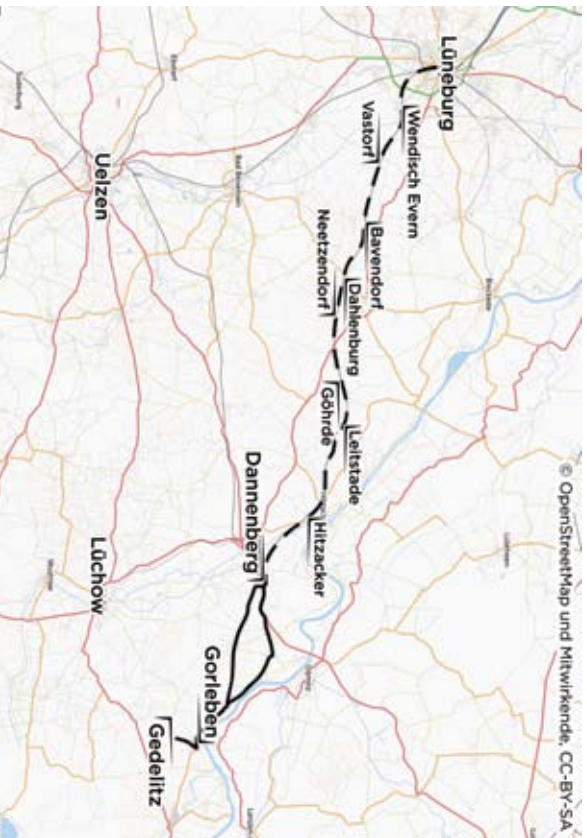 © OpenStreetMap und Mitwirkende, CC-BY-SA
Lüneburg
Wendisch Evern
Vastorf
Bavendorf
Dahlenburg
Neetzendorf
Göhrde
Leitstade
Hitzacker
Dannenberg
Gorleben
Gedelitz
Uelzen
Lüchow